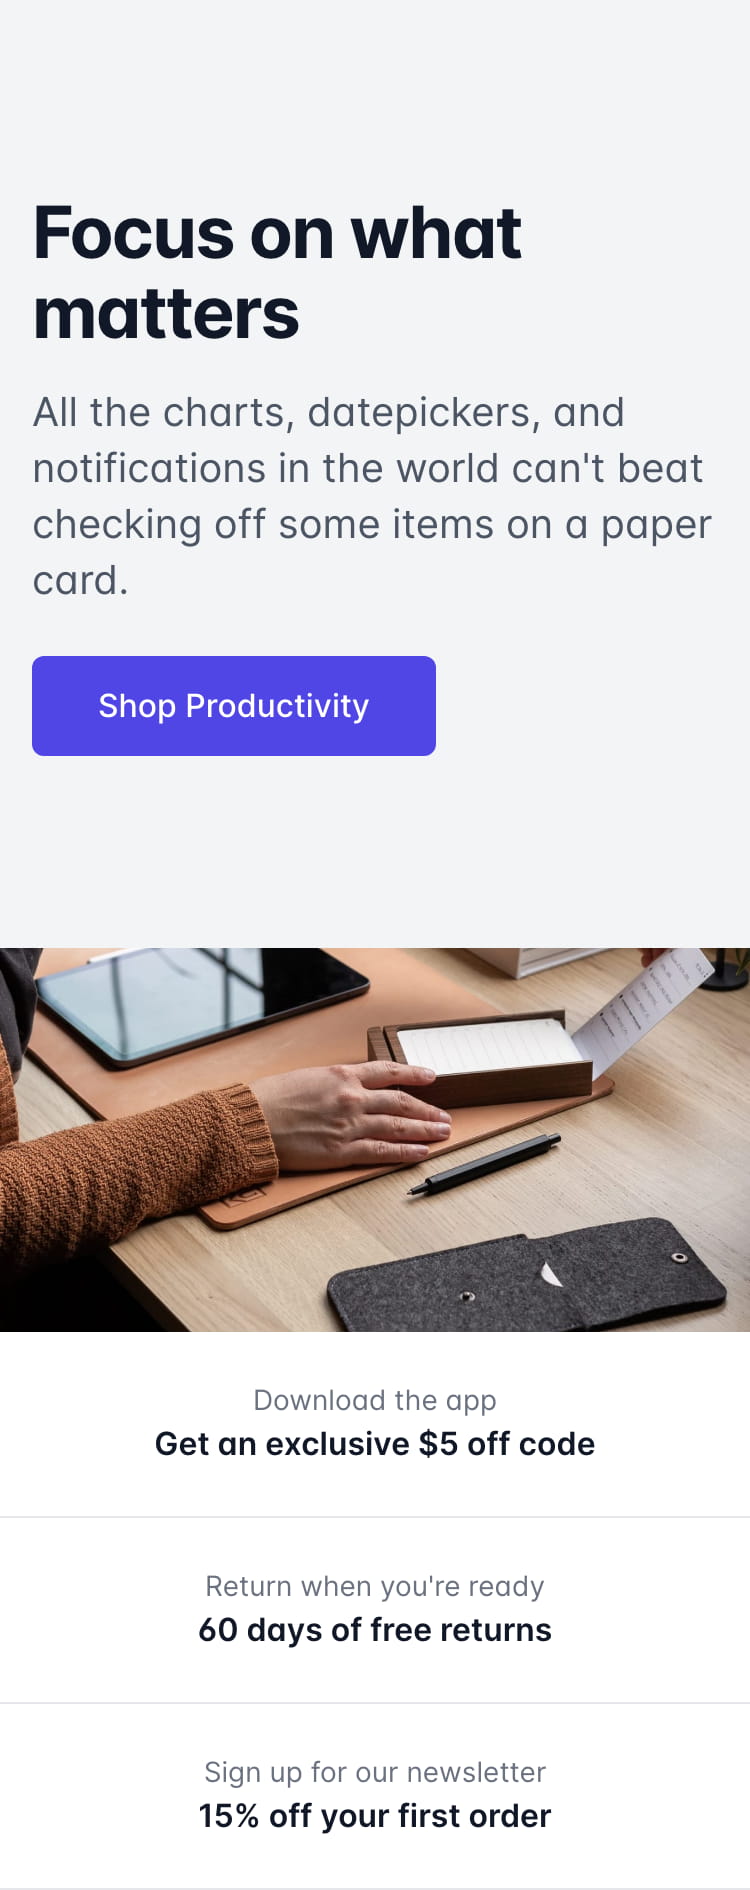 Focus on what
matters
All the charts, datepickers, and
notifications in the world can't beat
checking off some items on a paper
card.
Shop Productivity
Download the app
Get an exclusive $5 off code
Return when you're ready
60 days of free returns
Sign up for our newsletter
15% off your first order